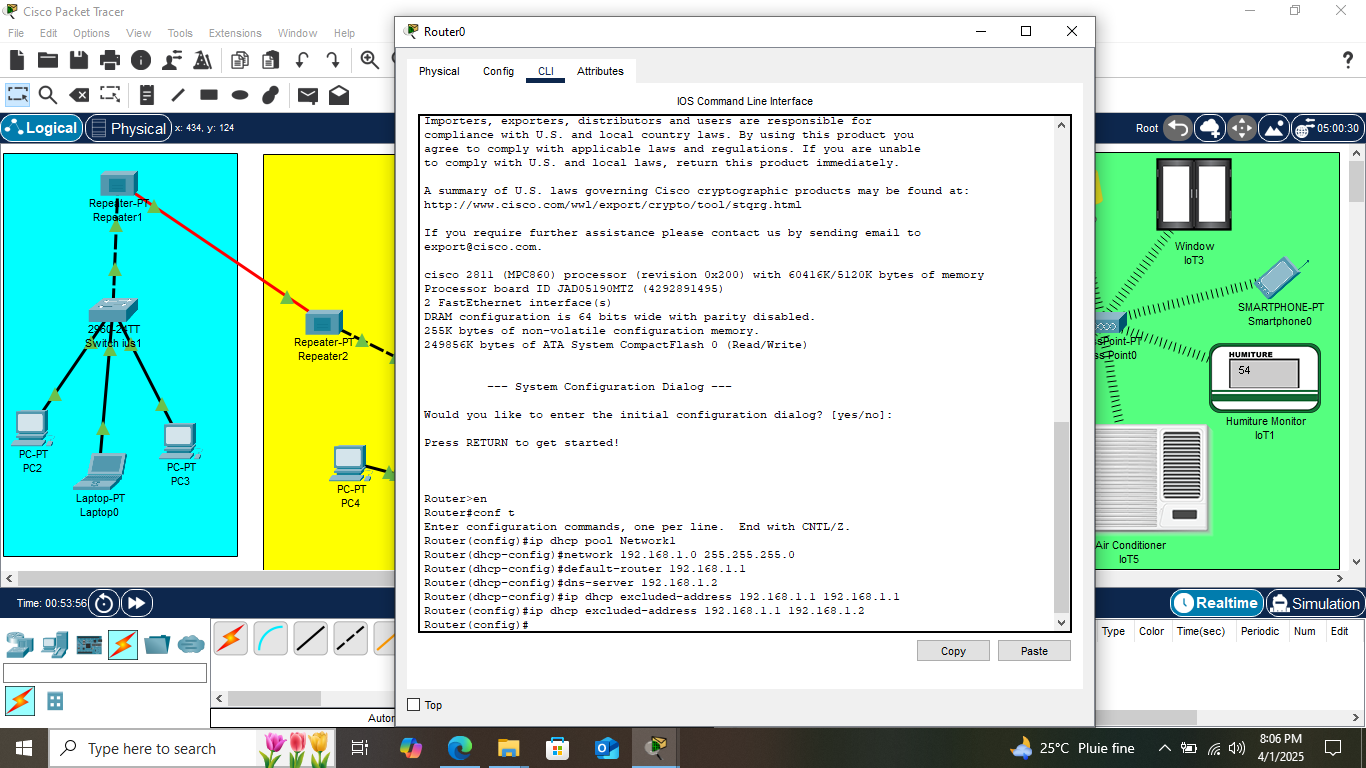 Cisco Packet Tracer
File Edit Options View Tools Extensions Window Help
?
Logical
Physical
x: 434, y: 124
Root
05:00:30
Repeater-PT
Repeater1
2960-24TT
PC-PT
PC2
Laptop-PT
Laptop0
PC-PT
PC3
Repeater-PT
Repeater2
PC-PT
PC4
Router0
Physical Config CLI Attributes
IOS Command Line Interface
Importers, exporters, distributors and users are responsible for
compliance with U.S. and local country laws. By using this product you
agree to comply with applicable laws and regulations. If you are unable
to comply with U.S. and local laws, return this product immediately.
A summary of U.S. laws governing Cisco cryptographic products may be found at:
http://www.cisco.com/wwl/export/crypto/tool/stqrg.html
If you require further assistance please contact us by sending email to
export@cisco.com.
cisco 2811 (MPC860) processor (revision 0x200) with 60416K/5120K bytes of memory
Processor board ID JAD05190MTZ (4292891495)
2 FastEthernet interface(s)
DRAM configuration is 64 bits wide with parity disabled.
255K bytes of non-volatile configuration memory.
249856K bytes of ATA System CompactFlash 0 (Read/Write)
--- System Configuration Dialog ---
Would you like to enter the initial configuration dialog? [yes/no]:
Press RETURN to get started!
Router>en
Router#conf t
Enter configuration commands, one per line.  End with CNTL/Z.
Router(config)#ip dhcp pool Network1
Router(dhcp-config)#network 192.168.1.0 255.255.255.0
Router(dhcp-config)#default-router 192.168.1.1
Router(dhcp-config)#dns-server 192.168.1.2
Router(dhcp-config)#ip dhcp excluded-address 192.168.1.1 192.168.1.1
Router(config)#ip dhcp excluded-address 192.168.1.1 192.168.1.2
Router(config)#
Copy
Paste
Top
Window
IoT3
SMARTPHONE-PT
Smartphone0
sPoint-PT
s Point0
HUMITURE
54
Humiture Monitor
IoT1
Air Conditioner
IoT5
Time: 00:53:56
Realtime
Simulation
Type Color Time(sec) Periodic Num Edit
Autor
Type here to search
25°C Pluie fine
8:06 PM
4/1/2025